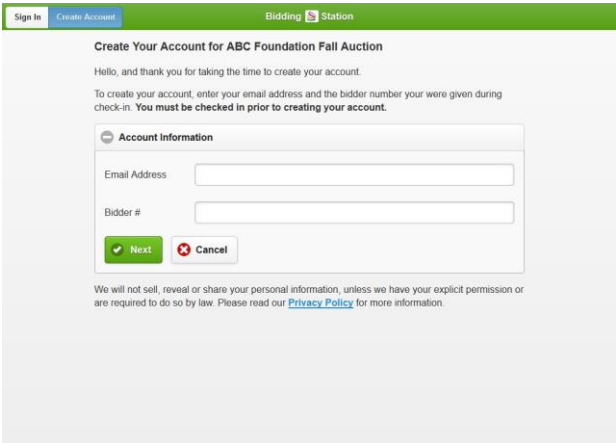 Sign In Create Account Bidding S Station
Create Your Account for ABC Foundation Fall Auction
Hello, and thank you for taking the time to create your account.
To create your account, enter your email address and the bidder number your were given during
check-in. You must be checked in prior to creating your account.
Account Information
Email Address
Bidder #
Next Cancel
We will not sell, reveal or share your personal information, unless we have your explicit permission or
are required to do so by law. Please read our Privacy Policy for more information.